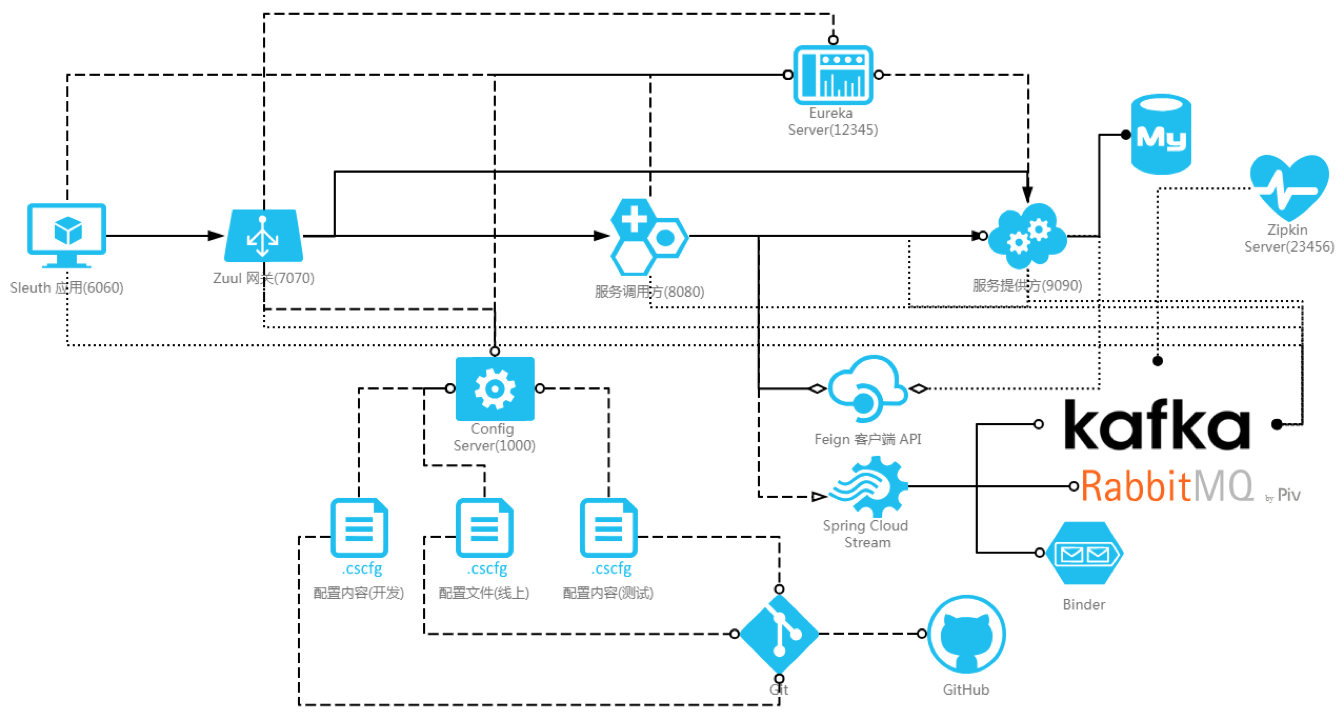 Eureka
Server(12345)
My
Zipkin
Server(23456)
Sleuth 应用(6060)
Zuul 网关(7070)
服务调用方(8080)
服务提供方(9090)
Config
Server(1000)
Feign 客户端 API
kafka
RabbitMQ by Piv
Spring Cloud
Stream
.cscfg
.cscfg
.cscfg
配置内容(开发)
配置文件(线上)
配置内容(测试)
Binder
Git
GitHub